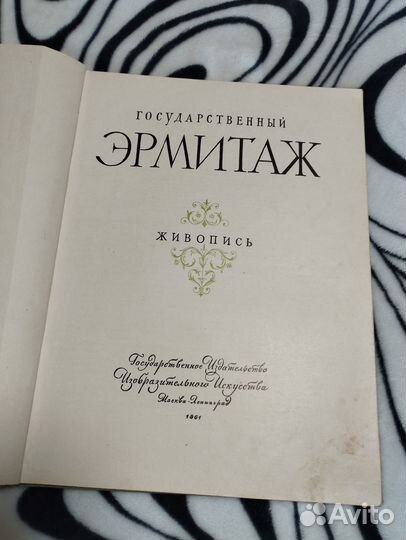 ГОСУДАРСТВЕННЫЙ
ЭРМИТАЖ
ЖИВОПИСЬ
Государственное Издательство
Изобразительного Искусства
Москва-Ленинград
1961
Avito